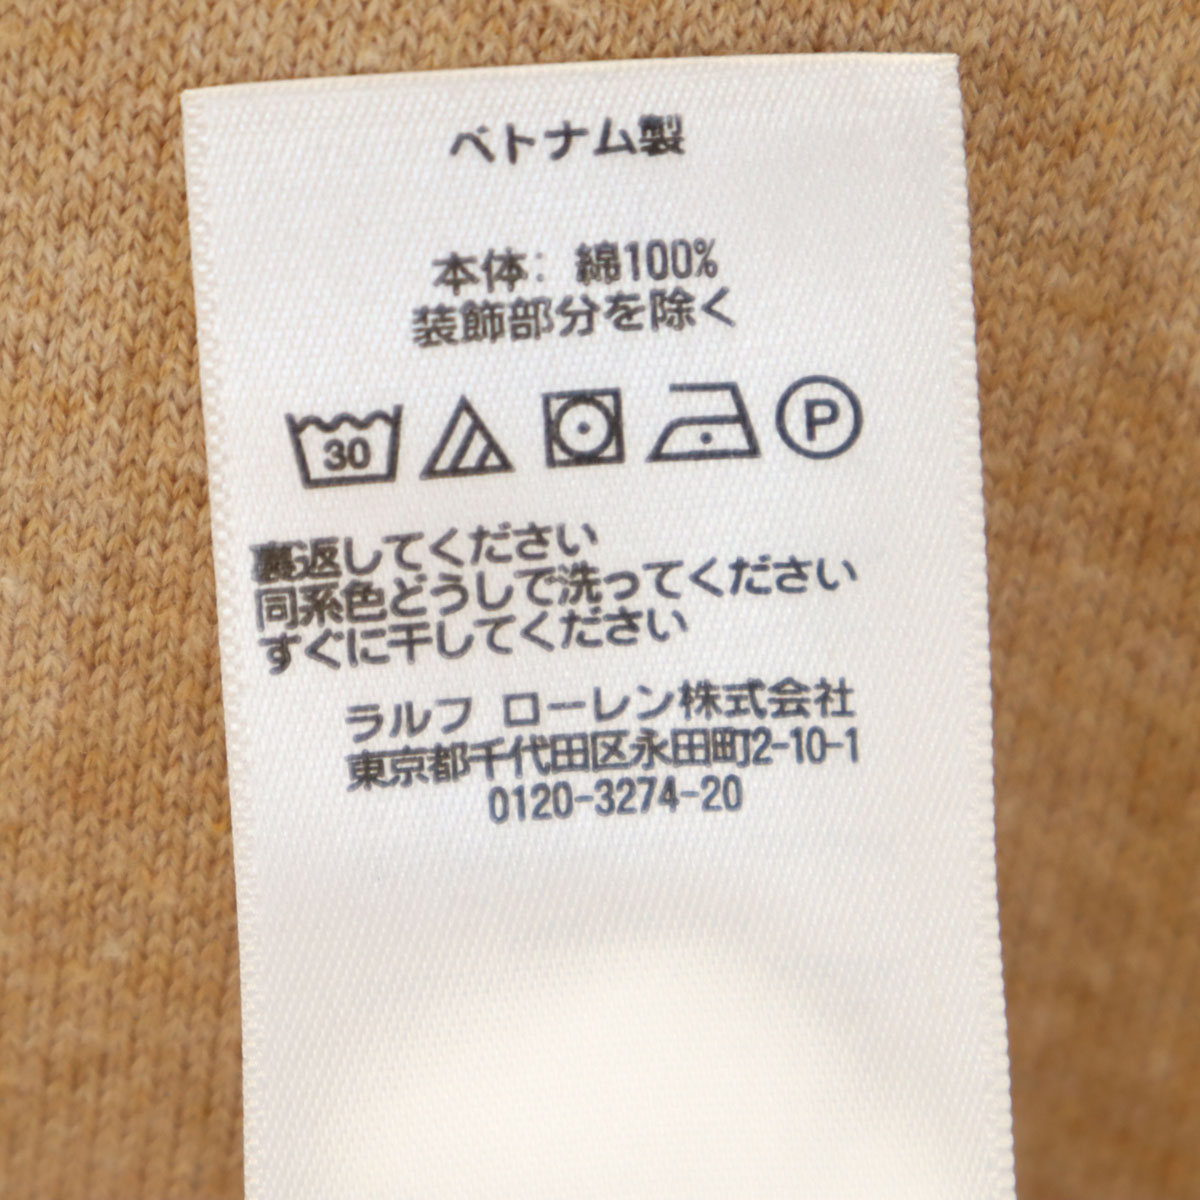 ベトナム製
本体: 綿100%
装飾部分を除く
30 P
裏返してください
同系色どうしで洗ってください
すぐに干してください
ラルフ ローレン株式会社
東京都千代田区永田町2-10-1
0120-3274-20